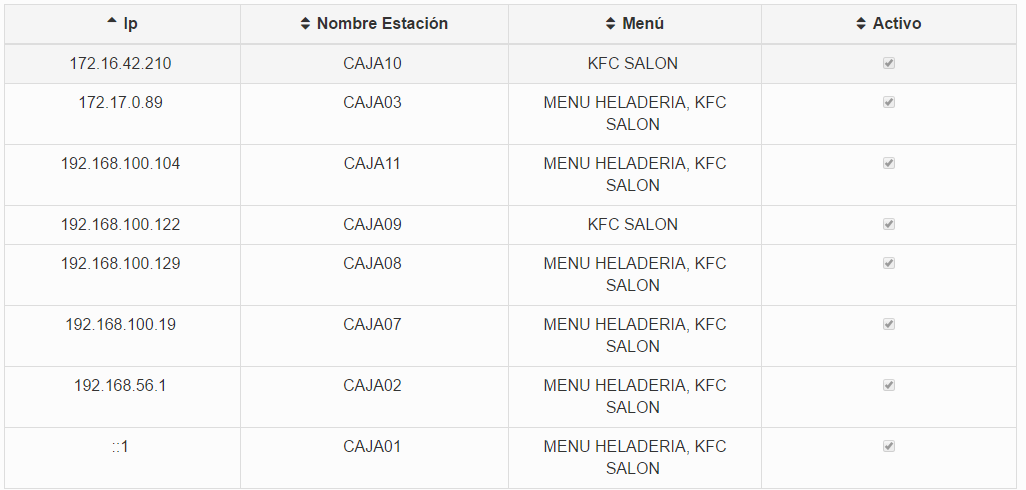 Ip Nombre Estación Menú Activo
172.16.42.210 CAJA10 KFC SALON
172.17.0.89 CAJA03 MENU HELADERIA, KFC
SALON
192.168.100.104 CAJA11 MENU HELADERIA, KFC
SALON
192.168.100.122 CAJA09 KFC SALON
192.168.100.129 CAJA08 MENU HELADERIA, KFC
SALON
192.168.100.19 CAJA07 MENU HELADERIA, KFC
SALON
192.168.56.1 CAJA02 MENU HELADERIA, KFC
SALON
::1 CAJA01 MENU HELADERIA, KFC
SALON